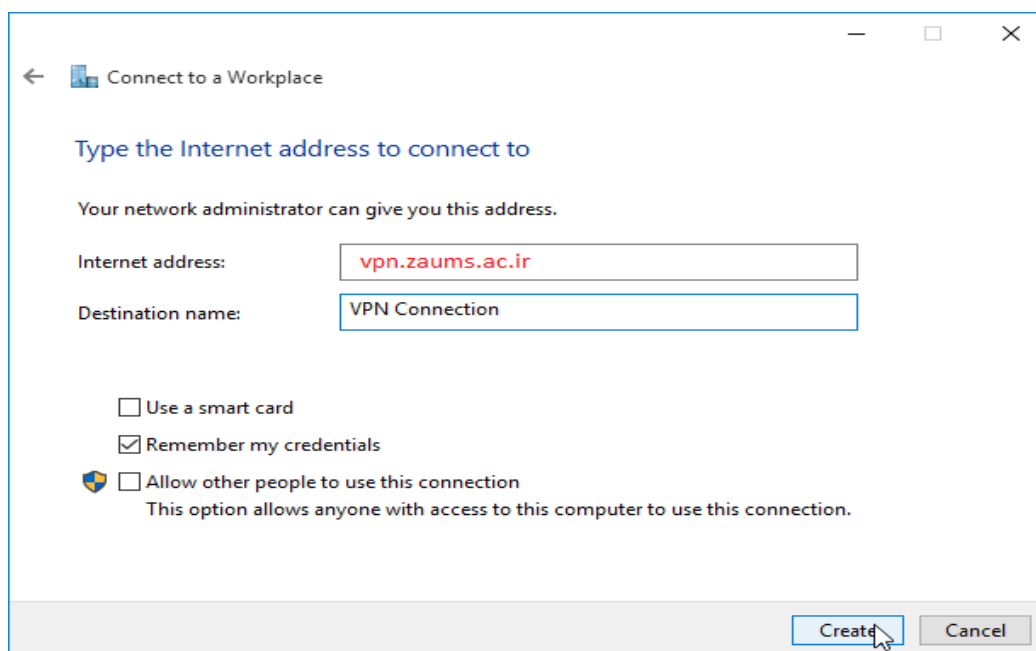 Connect to a Workplace
Type the Internet address to connect to
Your network administrator can give you this address.
Internet address: vpn.zaums.ac.ir
Destination name: VPN Connection
Use a smart card
Remember my credentials
Allow other people to use this connection
This option allows anyone with access to this computer to use this connection.
Create Cancel